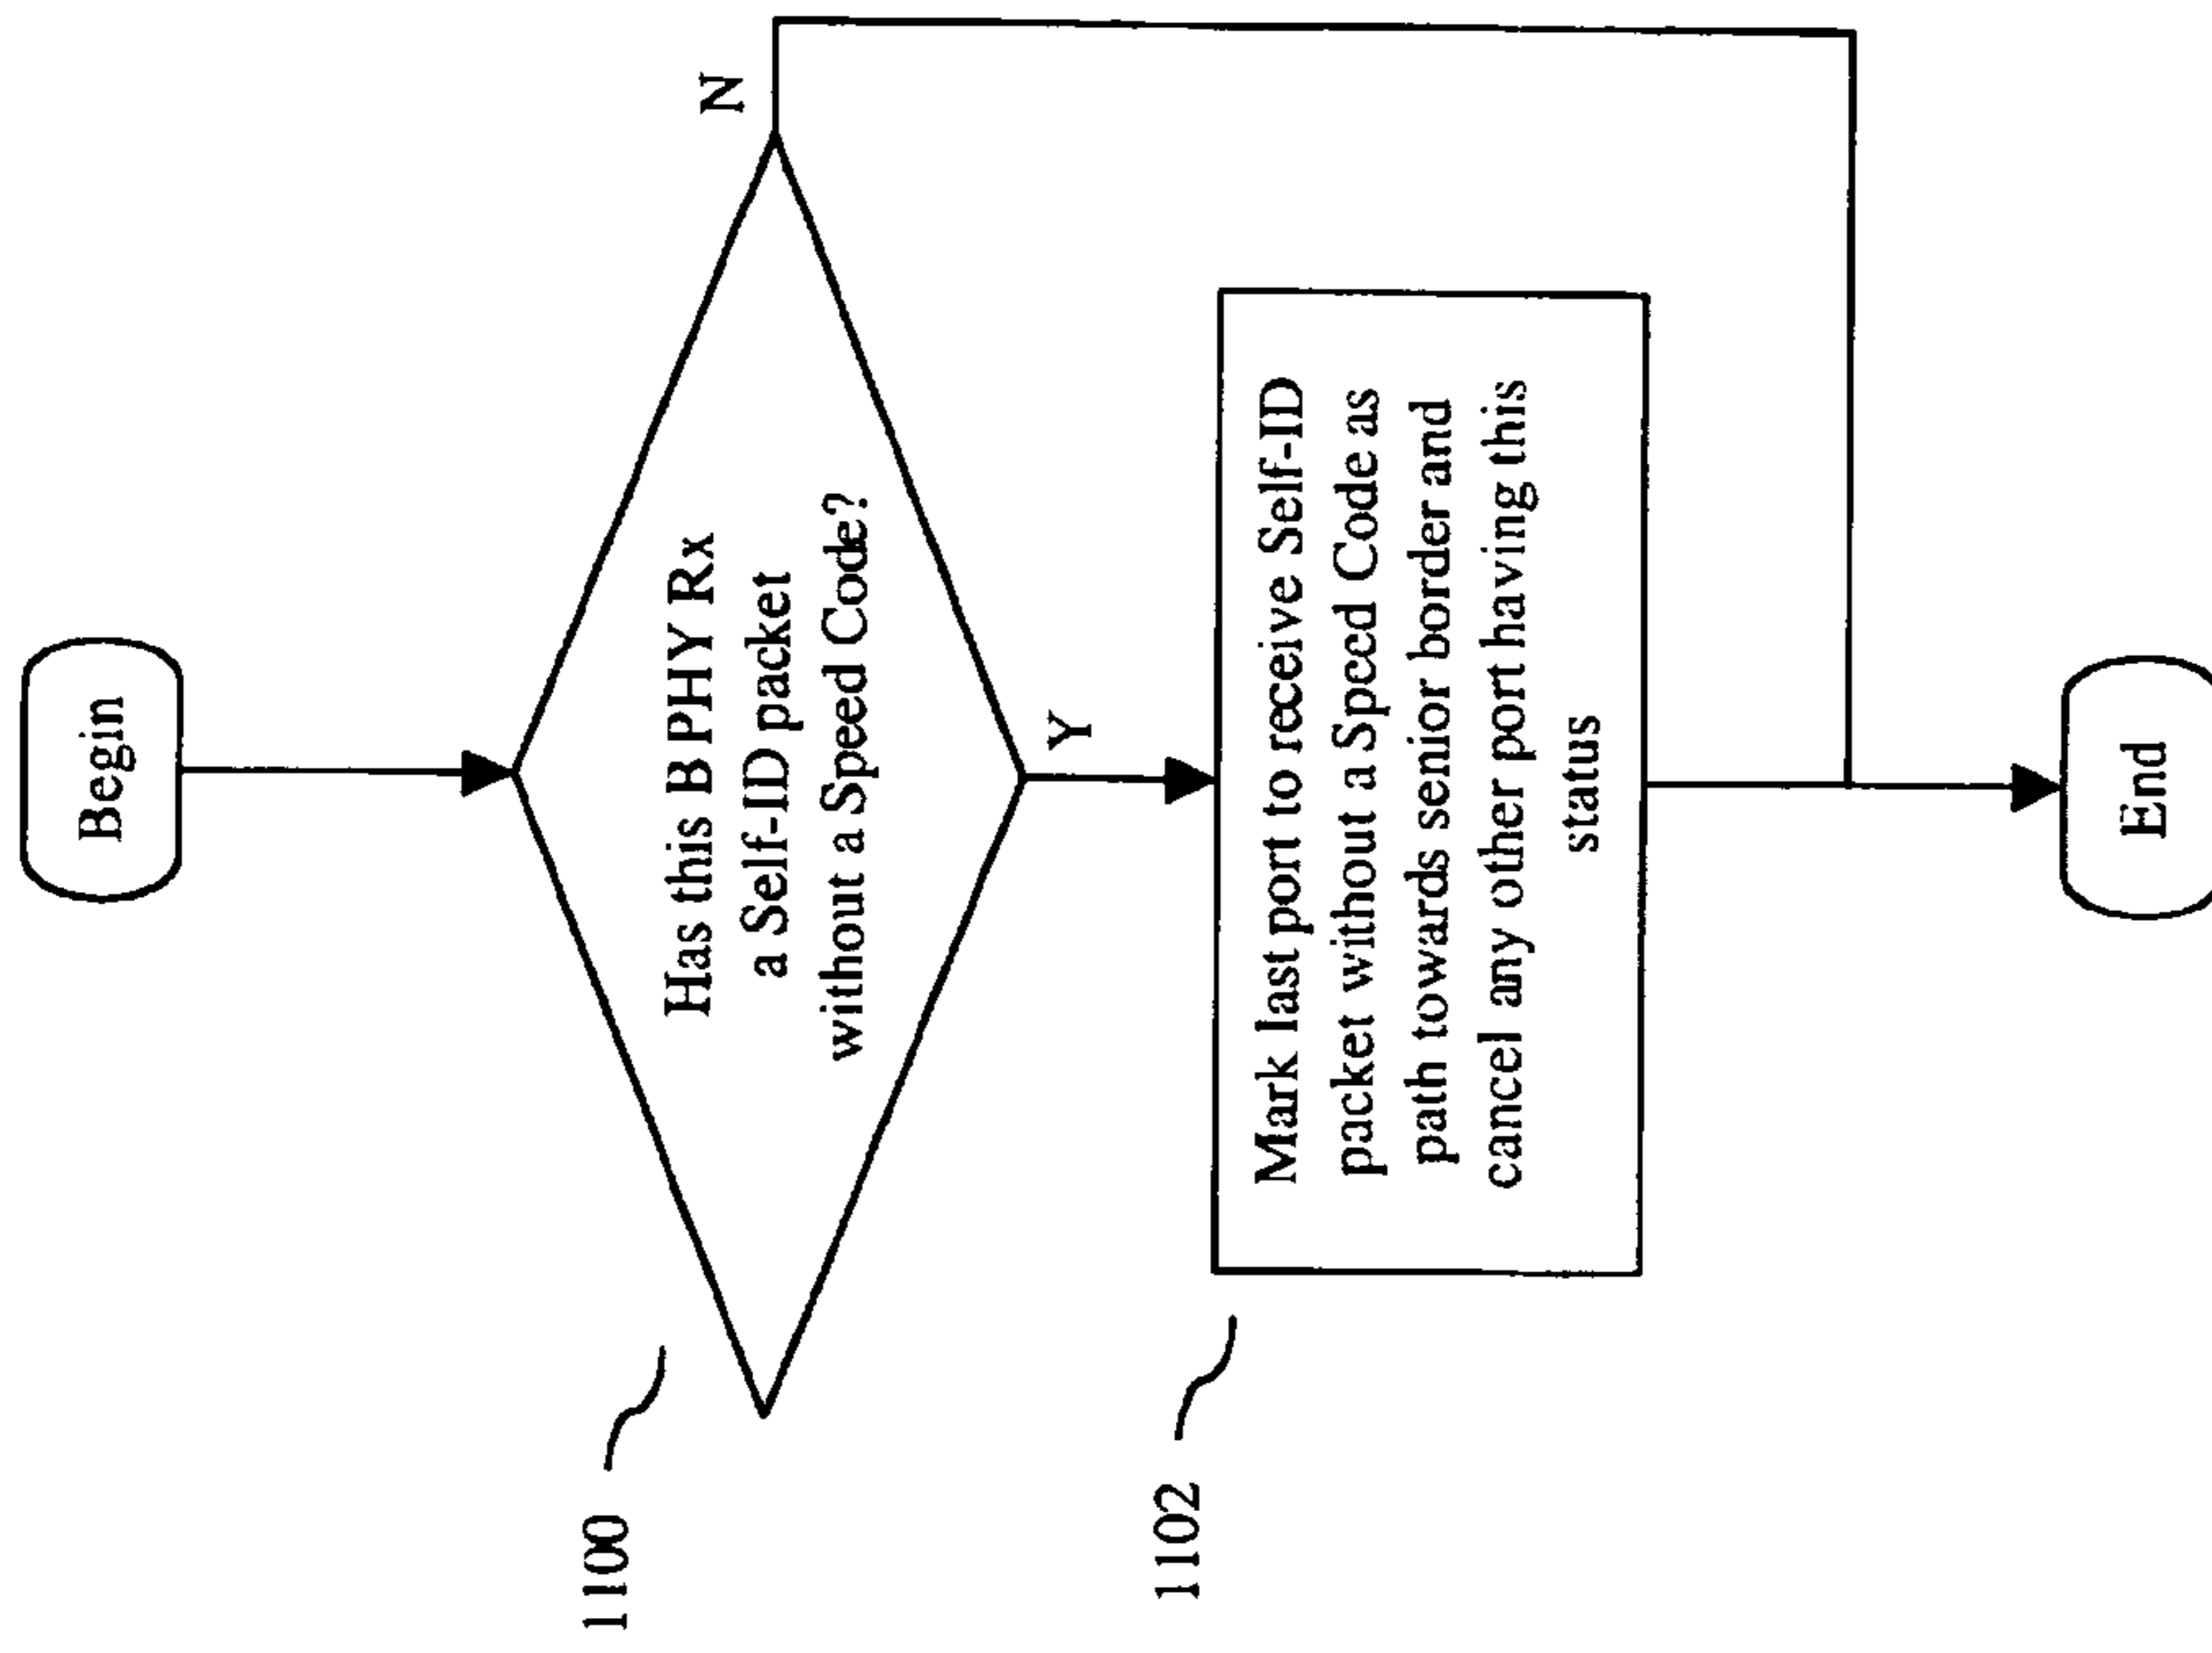 Begin
1100
Has this B PHY Rx
a Self-ID packet
without a Speed Code?
N
Y
1102
Mark last port to receive Self-ID
packet without a Speed Code as
path towards senior border and
cancel any other port having this
status
End